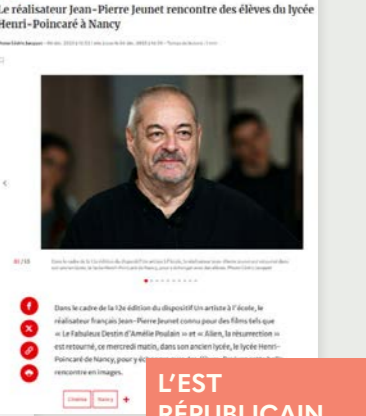 Le réalisateur Jean-Pierre Jeunet rencontre des élèves du lycée
Henri-Poincaré à Nancy
Dans le cadre de la 12e édition du dispositif Un artiste à l'école, le
réalisateur français Jean-Pierre Jeunet connu pour des films tels que
« Le Fabuleux Destin d'Amélie Poulain » et « Alien, la résurrection »
est retourné, ce mercredi matin, dans son ancien lycée, le lycée Henri-
Poincaré de Nancy, pour y
rencontre en images.
Cinéma Nancy +
L'EST
RÉPUBLICAIN